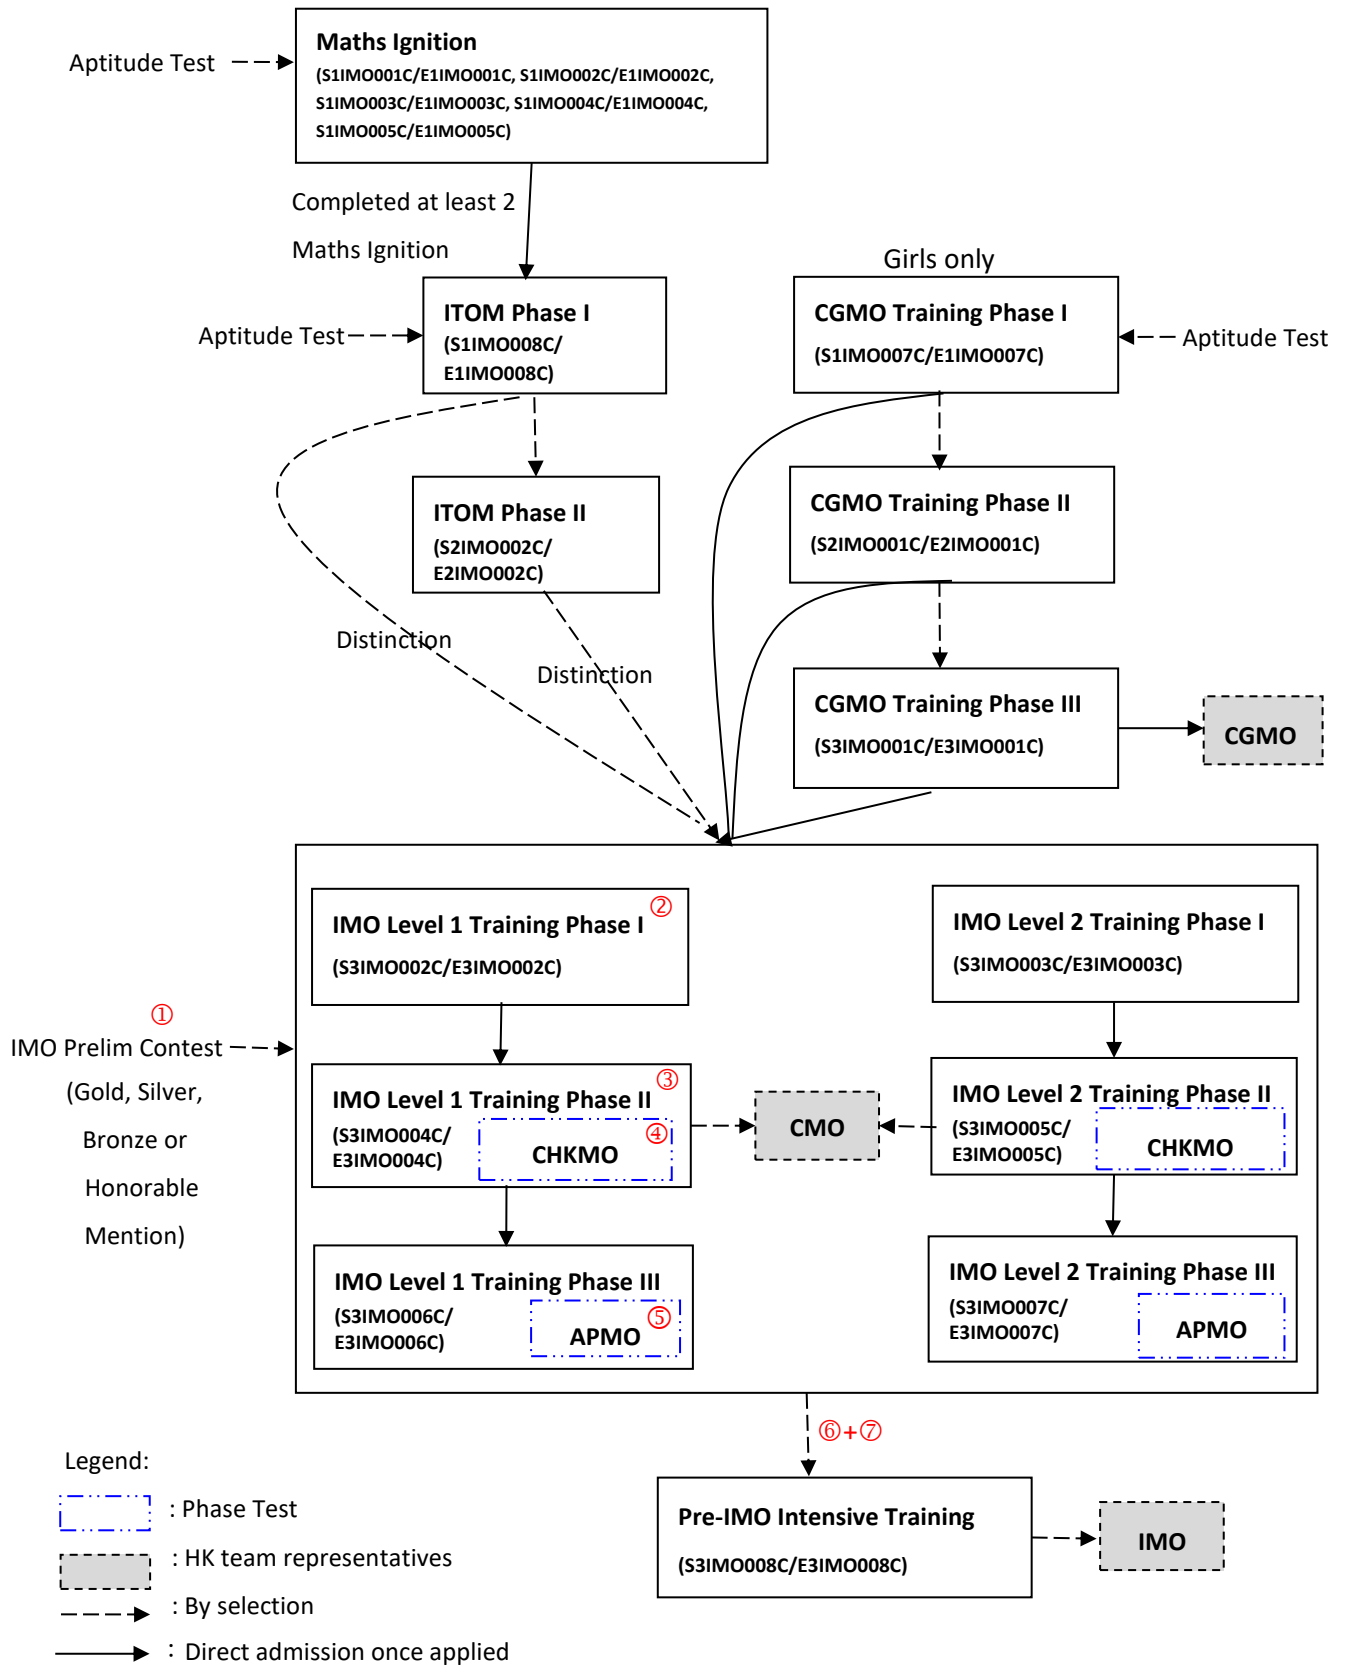 Maths Ignition
(S1IMO001C/E1IMO001C, S1IMO002C/E1IMO002C,
S1IMO003C/E1IMO003C, S1IMO004C/E1IMO004C,
S1IMO005C/E1IMO005C)
Aptitude Test
Completed at least 2
Maths Ignition
Girls only
ITOM Phase I
(S1IMO008C/
E1IMO008C)
Aptitude Test
CGMO Training Phase I
(S1IMO007C/E1IMO007C)
Aptitude Test
ITOM Phase II
(S2IMO002C/
E2IMO002C)
CGMO Training Phase II
(S2IMO001C/E2IMO001C)
Distinction
Distinction
CGMO Training Phase III
(S3IMO001C/E3IMO001C)
CGMO
IMO Level 1 Training Phase I ②
(S3IMO002C/E3IMO002C)
IMO Level 2 Training Phase I
(S3IMO003C/E3IMO003C)
①
IMO Prelim Contest
(Gold, Silver,
Bronze or
Honorable
Mention)
IMO Level 1 Training Phase II ③
(S3IMO004C/
E3IMO004C)
CHKMO ④
CMO
IMO Level 2 Training Phase II
(S3IMO005C/
E3IMO005C)
CHKMO
IMO Level 1 Training Phase III
(S3IMO006C/
E3IMO006C)
APMO ⑤
IMO Level 2 Training Phase III
(S3IMO007C/
E3IMO007C)
APMO
⑥+⑦
Pre-IMO Intensive Training
(S3IMO008C/E3IMO008C)
IMO
Legend:
: Phase Test
: HK team representatives
: By selection
: Direct admission once applied